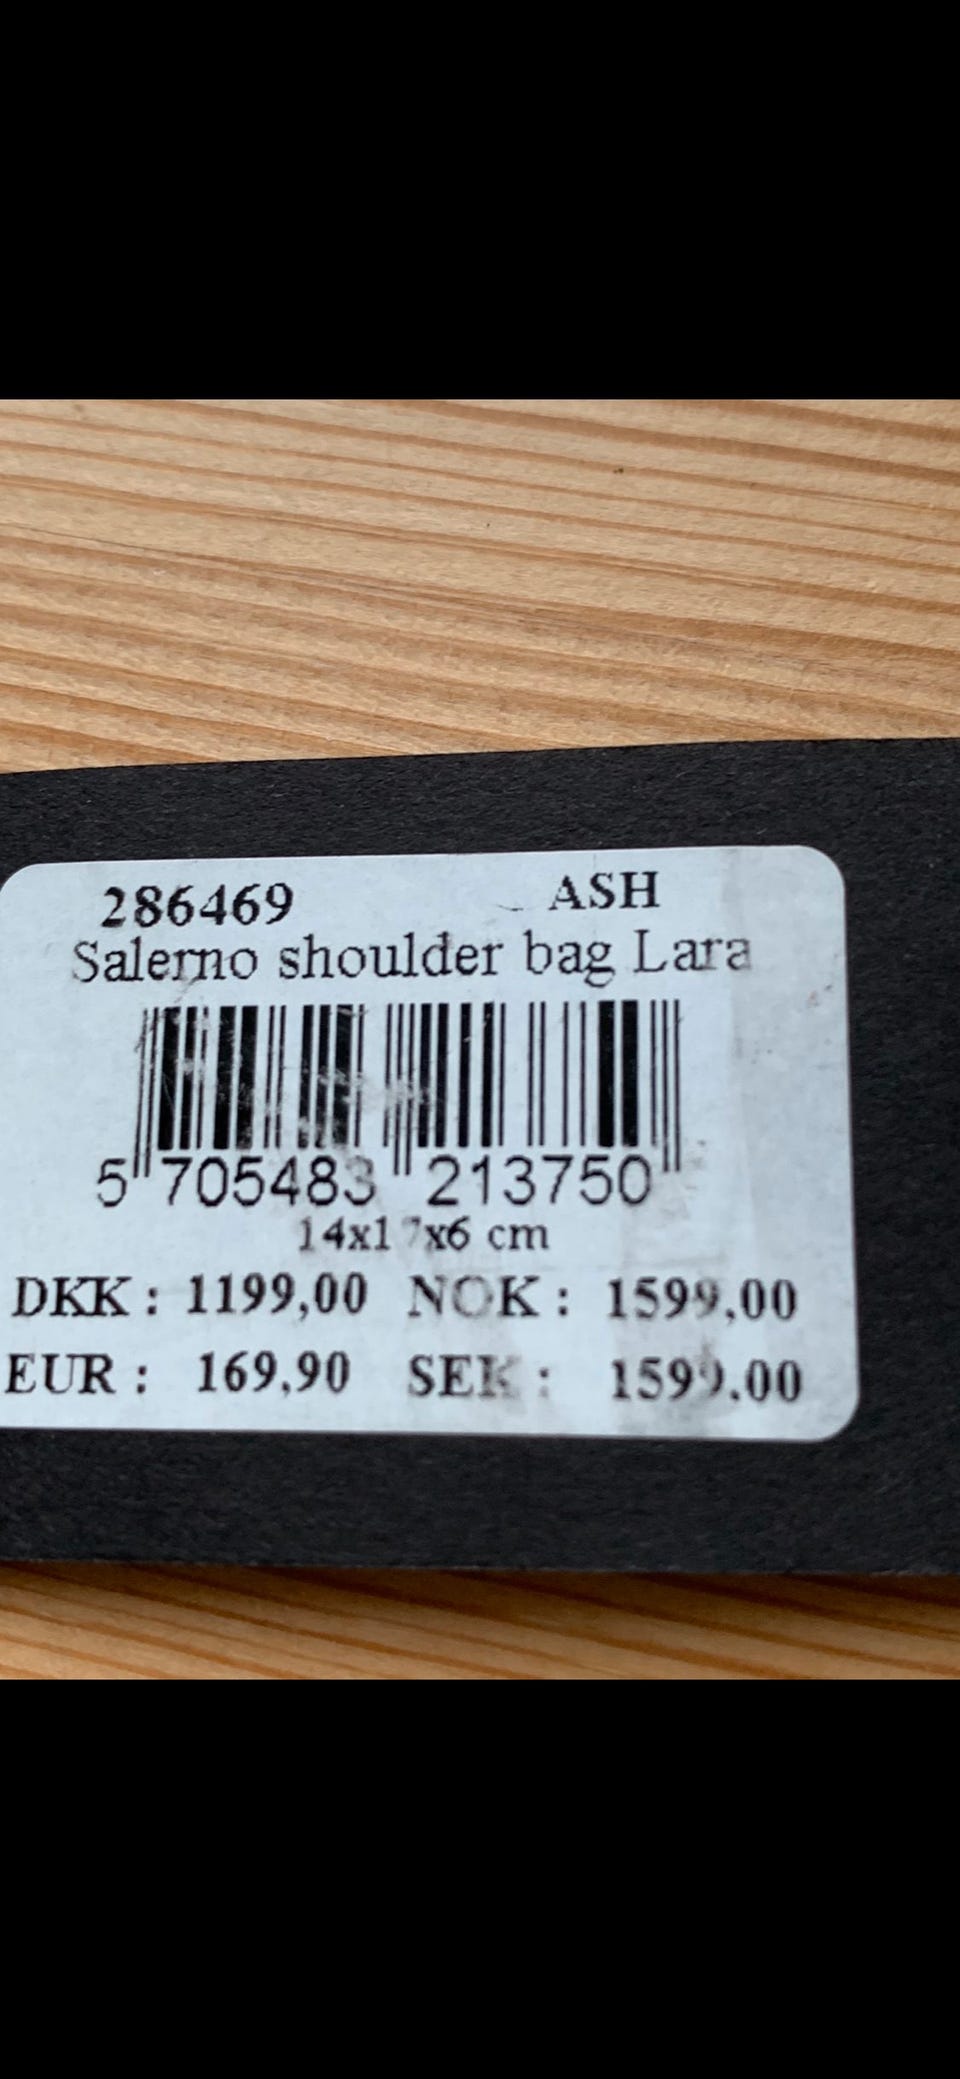 286469 ASH
Salerno shoulder bag Lara
5 705483 213750
14x17x6 cm
DKK : 1199,00 NOK : 1599,00
EUR : 169,90 SEK : 1599,00